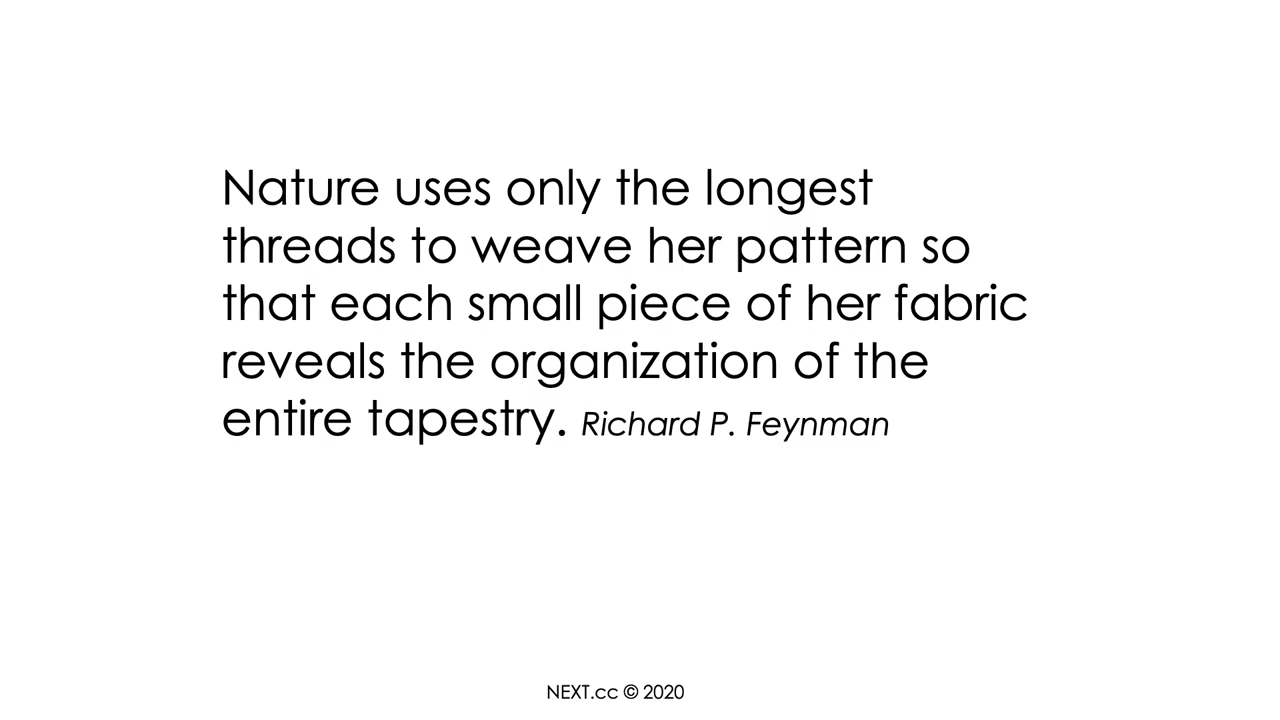 Nature uses only the longest
threads to weave her pattern so
that each small piece of her fabric
reveals the organization of the
entire tapestry. Richard P. Feynman
NEXT.cc © 2020